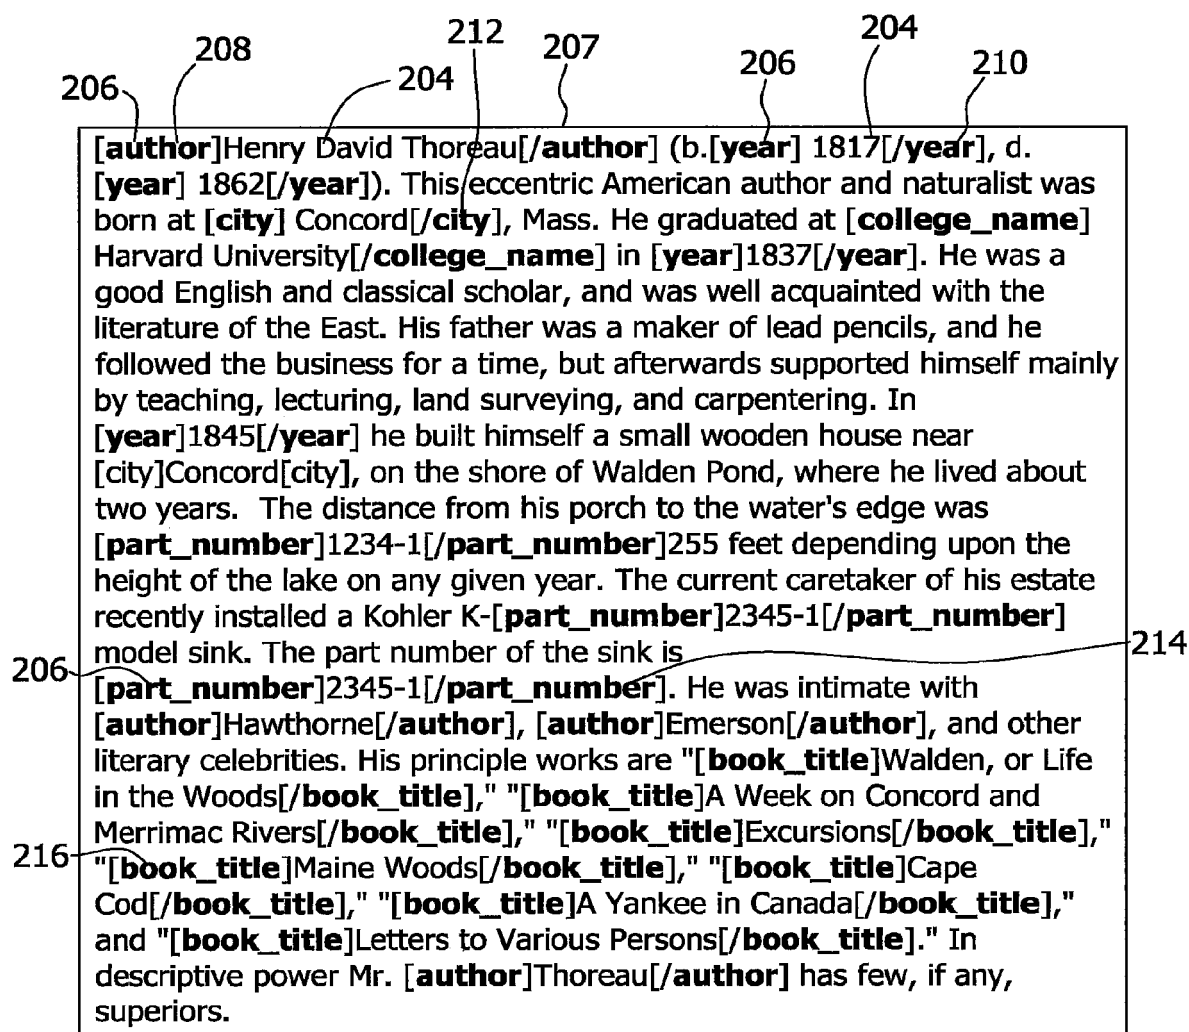 212
204
208
207
206
204
206
210
[author]Henry David Thoreau[/author] (b.[year] 1817[/year], d.
[year] 1862[/year]). This eccentric American author and naturalist was
born at [city] Concord[/city], Mass. He graduated at [college_name]
Harvard University[/college_name] in [year]1837[/year]. He was a
good English and classical scholar, and was well acquainted with the
literature of the East. His father was a maker of lead pencils, and he
followed the business for a time, but afterwards supported himself mainly
by teaching, lecturing, land surveying, and carpentering. In
[year]1845[/year] he built himself a small wooden house near
[city]Concord[city], on the shore of Walden Pond, where he lived about
two years.  The distance from his porch to the water's edge was
[part_number]1234-1[/part_number]255 feet depending upon the
height of the lake on any given year. The current caretaker of his estate
recently installed a Kohler K-[part_number]2345-1[/part_number]
model sink. The part number of the sink is
214
206
[part_number]2345-1[/part_number]. He was intimate with
[author]Hawthorne[/author], [author]Emerson[/author], and other
literary celebrities. His principle works are "[book_title]Walden, or Life
in the Woods[/book_title]," "[book_title]A Week on Concord and
Merrimac Rivers[/book_title]," "[book_title]Excursions[/book_title],"
216
"[book_title]Maine Woods[/book_title]," "[book_title]Cape
Cod[/book_title]," "[book_title]A Yankee in Canada[/book_title],"
and "[book_title]Letters to Various Persons[/book_title]." In
descriptive power Mr. [author]Thoreau[/author] has few, if any,
superiors.